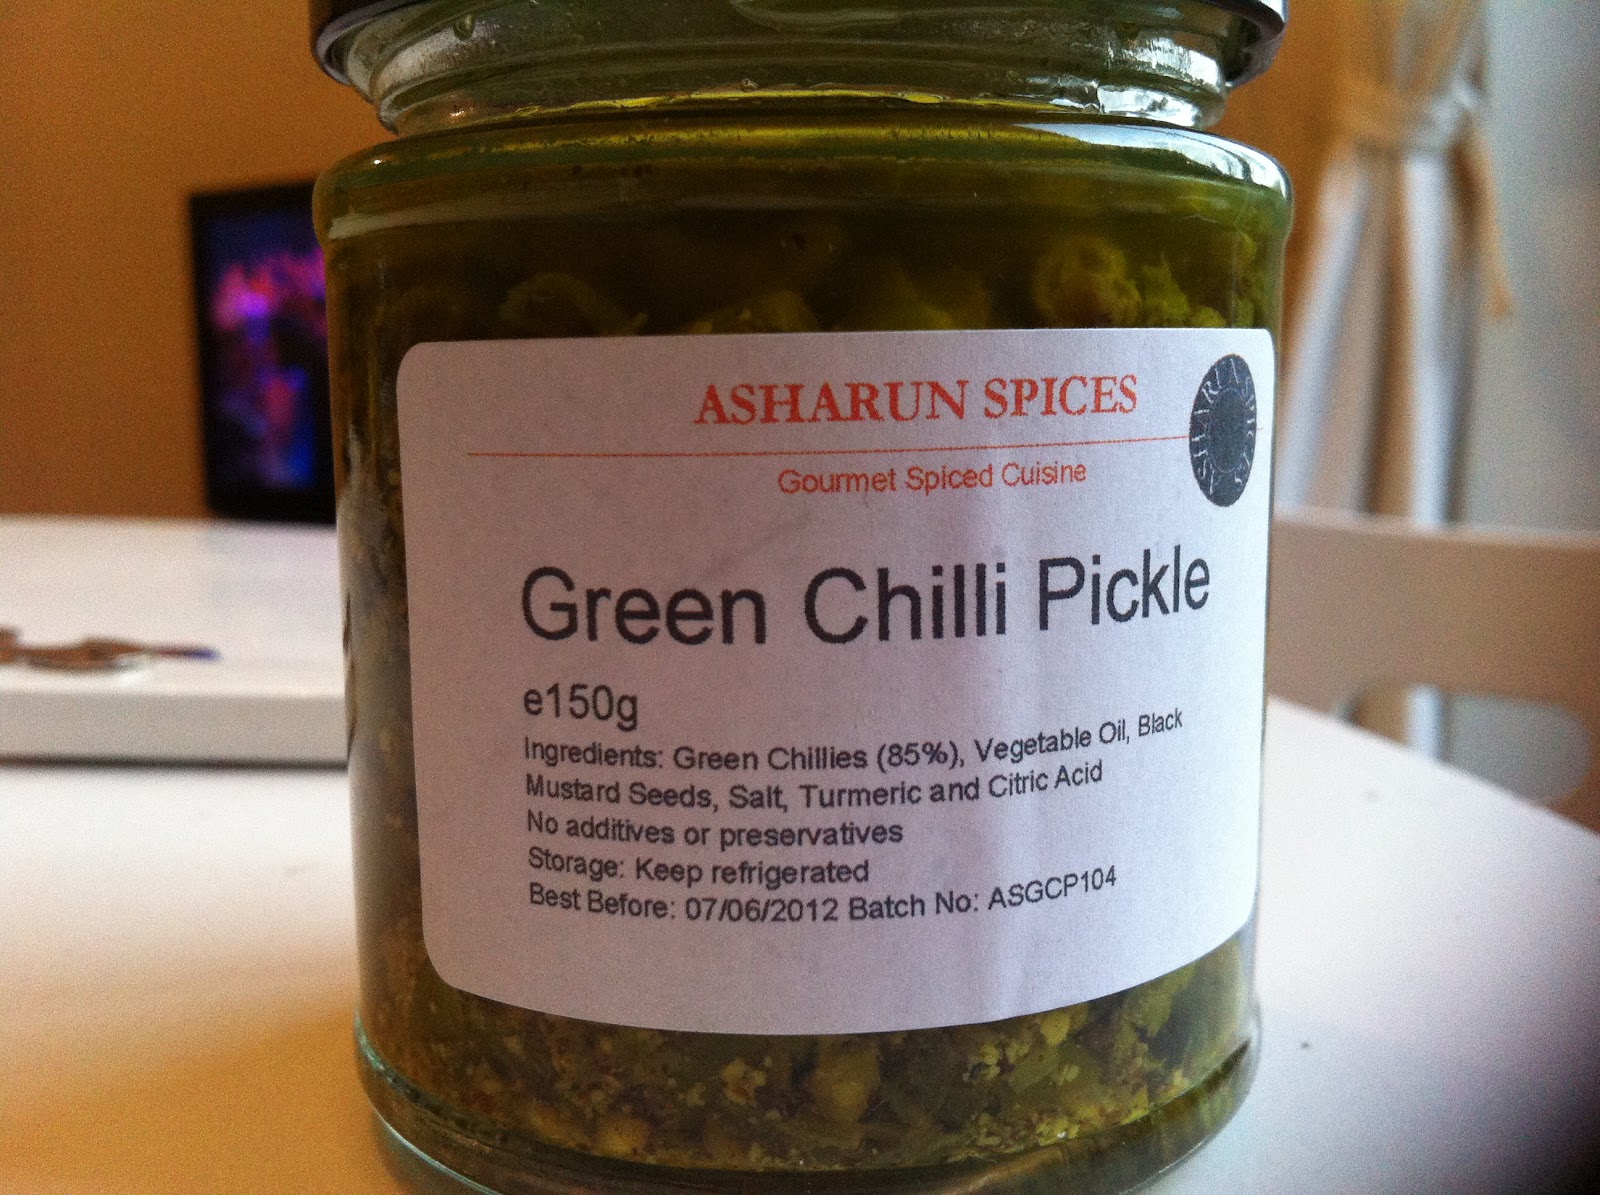 ASHARUN SPICES
Gourmet Spiced Cuisine
Green Chilli Pickle
e150g
Ingredients: Green Chillies (85%), Vegetable Oil, Black
Mustard Seeds, Salt, Turmeric and Citric Acid
No additives or preservatives
Storage: Keep refrigerated
Best Before: 07/06/2012 Batch No: ASGCP104